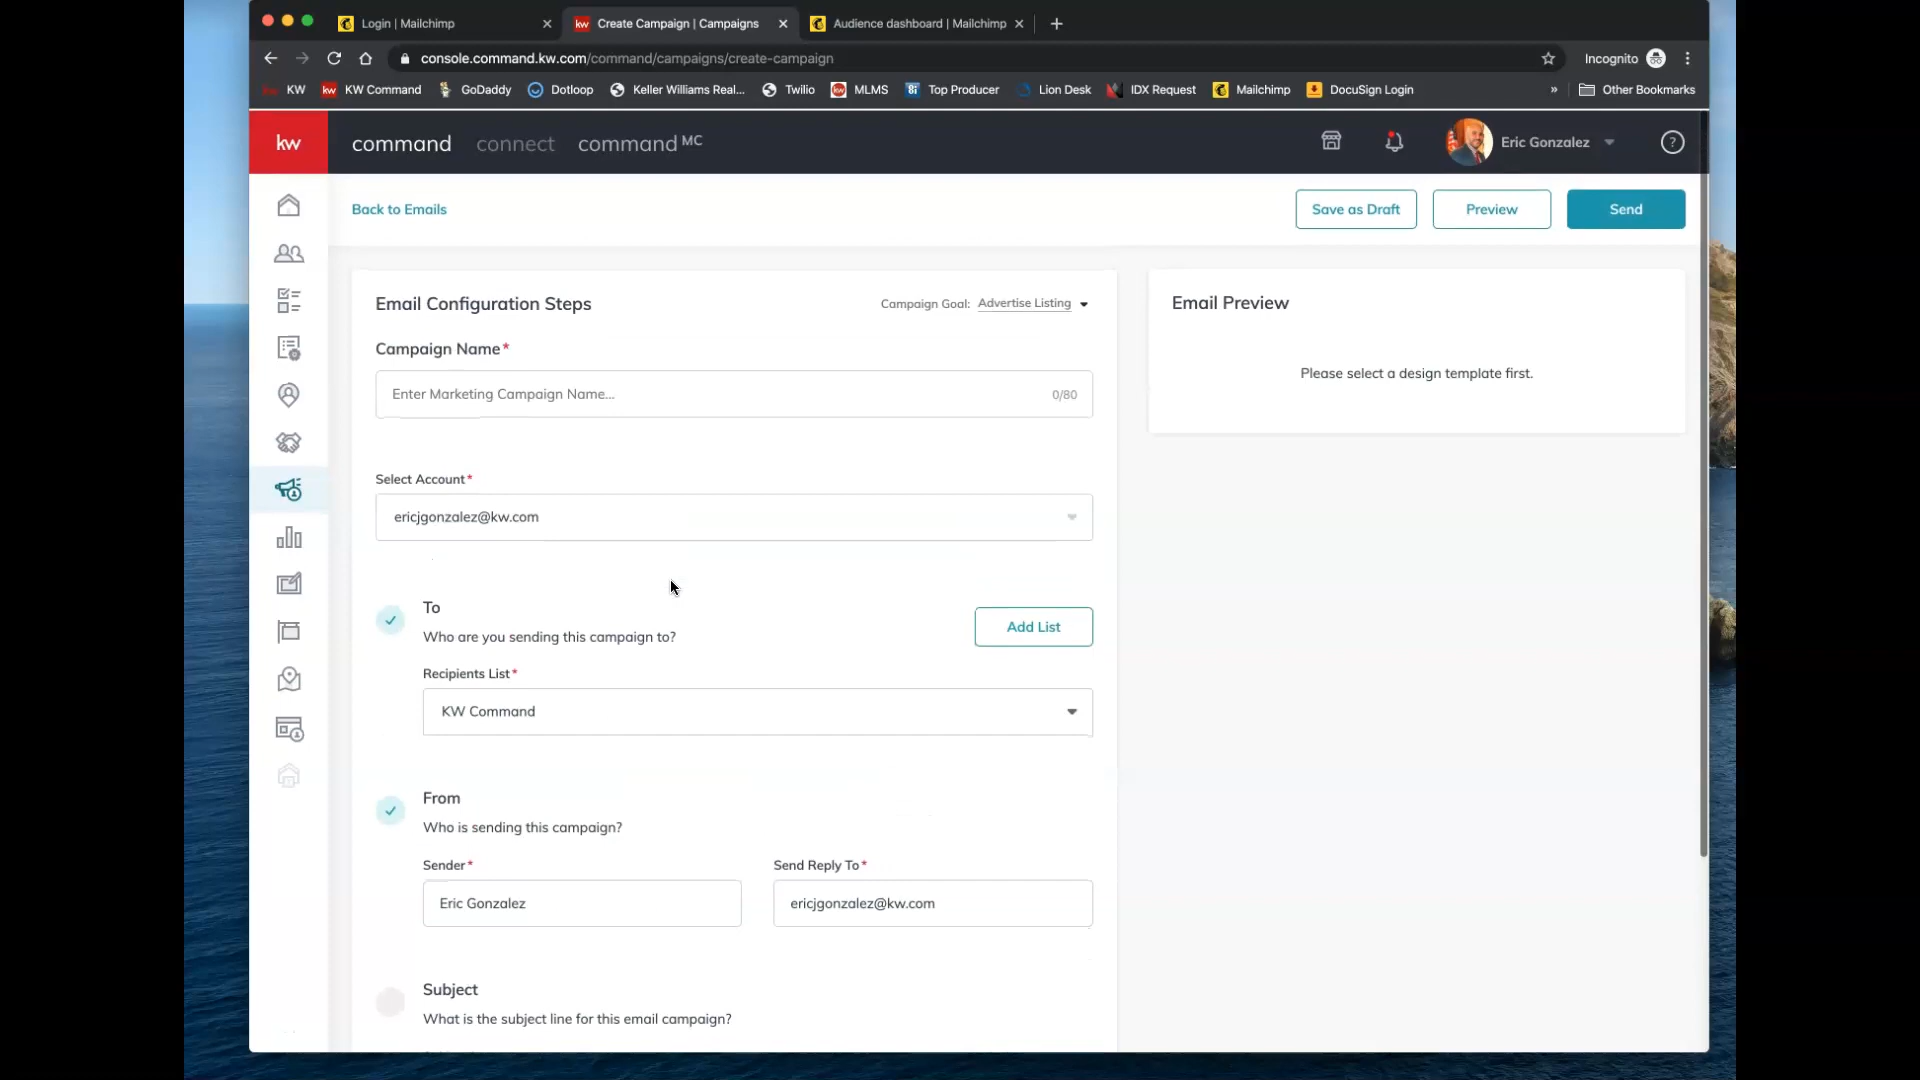 Login | Mailchimp
Create Campaign | Campaigns
Audience dashboard | Mailchimp
console.command.kw.com/command/campaigns/create-campaign
Incognito
KW
KW Command
GoDaddy
Dotloop
Keller Williams Real...
Twilio
MLMS
Top Producer
Lion Desk
IDX Request
Mailchimp
DocuSign Login
»
Other Bookmarks
kw
command
connect
command MC
Eric Gonzalez
?
Back to Emails
Save as Draft
Preview
Send
Email Configuration Steps
Campaign Goal: Advertise Listing
Email Preview
Campaign Name*
Please select a design template first.
Enter Marketing Campaign Name...
0/80
Select Account*
ericjgonzalez@kw.com
To
Who are you sending this campaign to?
Add List
Recipients List*
KW Command
From
Who is sending this campaign?
Sender*
Send Reply To*
Eric Gonzalez
ericjgonzalez@kw.com
Subject
What is the subject line for this email campaign?